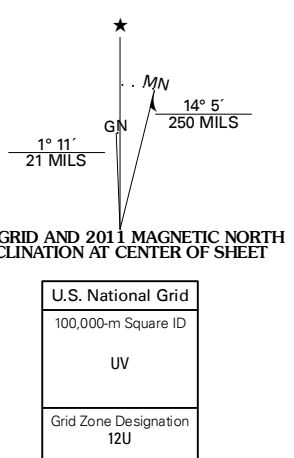 ★
MN
GN
14° 5´
250 MILS
1° 11´
21 MILS
GRID AND 2011 MAGNETIC NORTH
CLINATION AT CENTER OF SHEET
U.S. National Grid
100,000-m Square ID
UV
Grid Zone Designation
12U